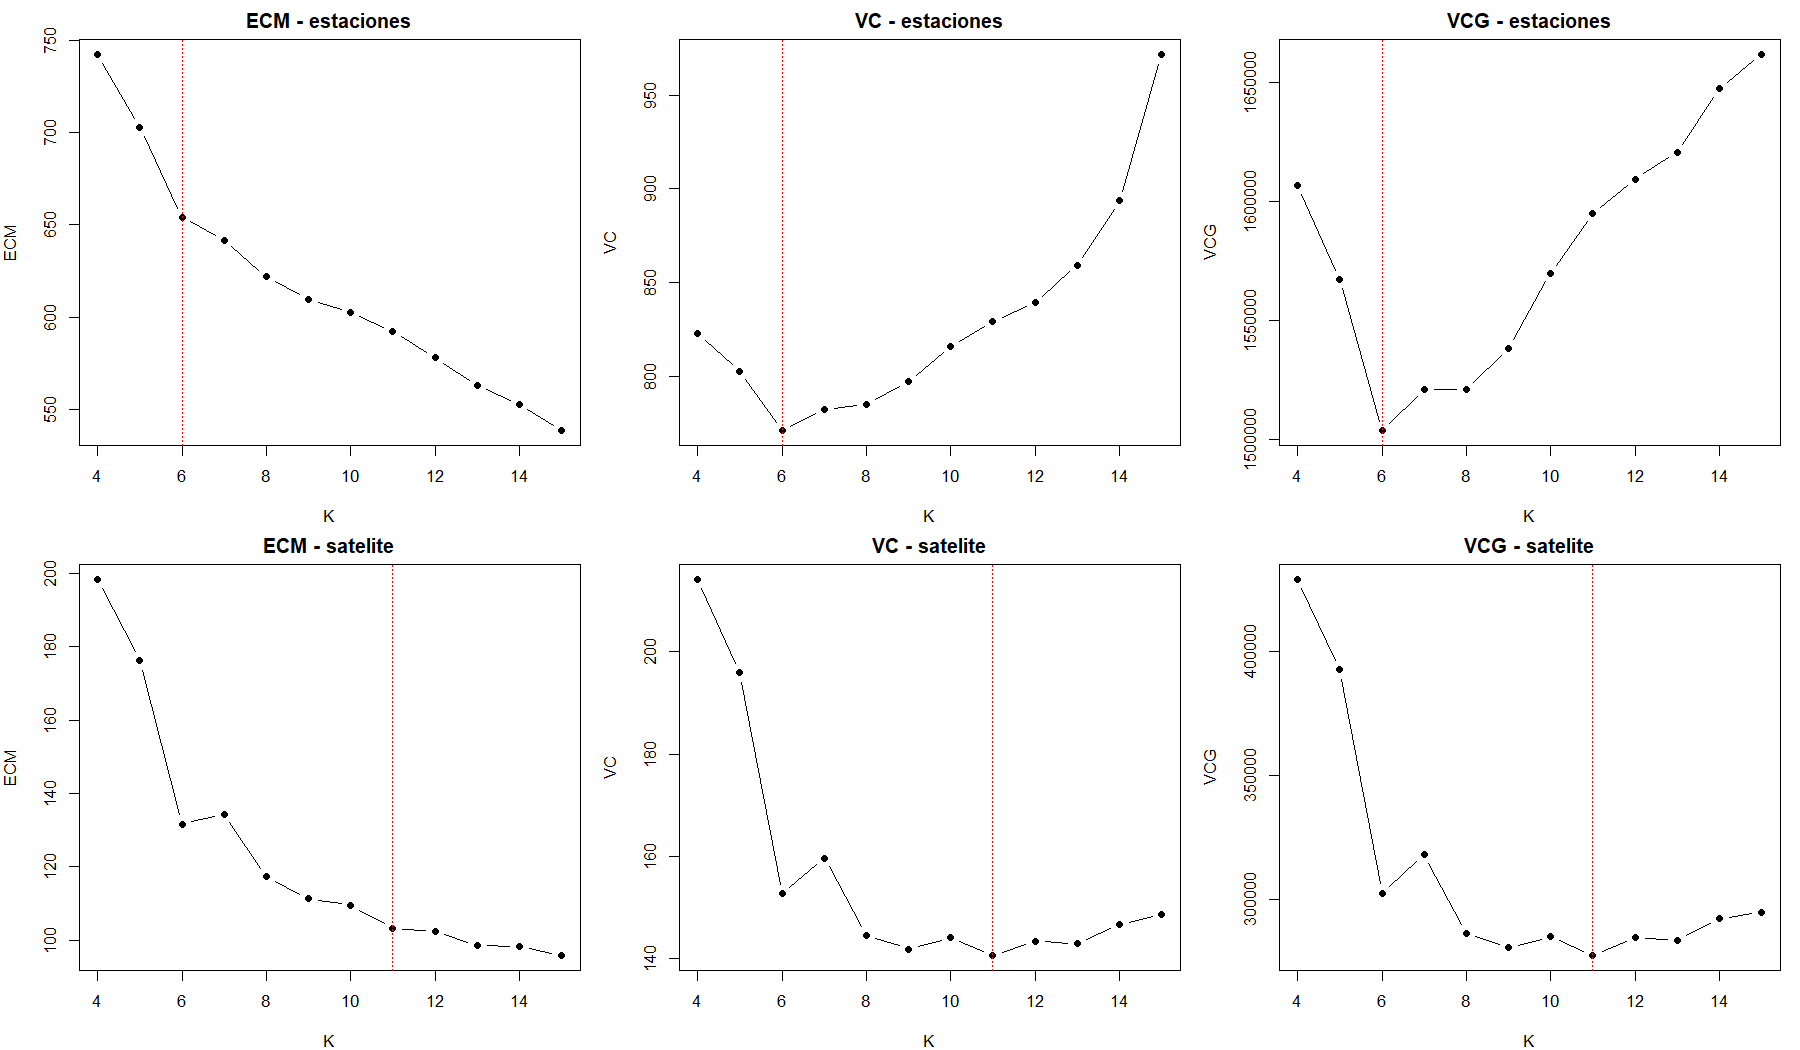 ECM - estaciones
ECM
750
700
650
600
550
4 6 8 10 12 14
K
VC - estaciones
VC
950
900
850
800
4 6 8 10 12 14
K
VCG - estaciones
VCG
1650000
1600000
1550000
1500000
4 6 8 10 12 14
K
ECM - satelite
ECM
200
180
160
140
120
100
4 6 8 10 12 14
K
VC - satelite
VC
200
180
160
140
4 6 8 10 12 14
K
VCG - satelite
VCG
400000
350000
300000
4 6 8 10 12 14
K